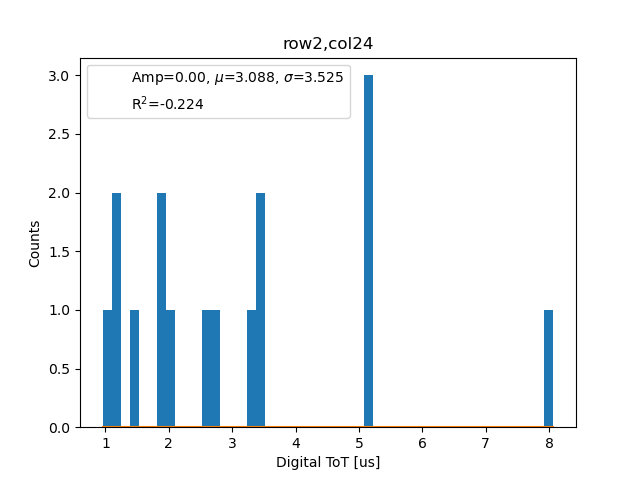 row2,col24
Amp=0.00, μ=3.088, σ=3.525
R²=-0.224
3.0
2.5
2.0
1.5
1.0
0.5
0.0
Counts
1 2 3 4 5 6 7 8
Digital ToT [us]